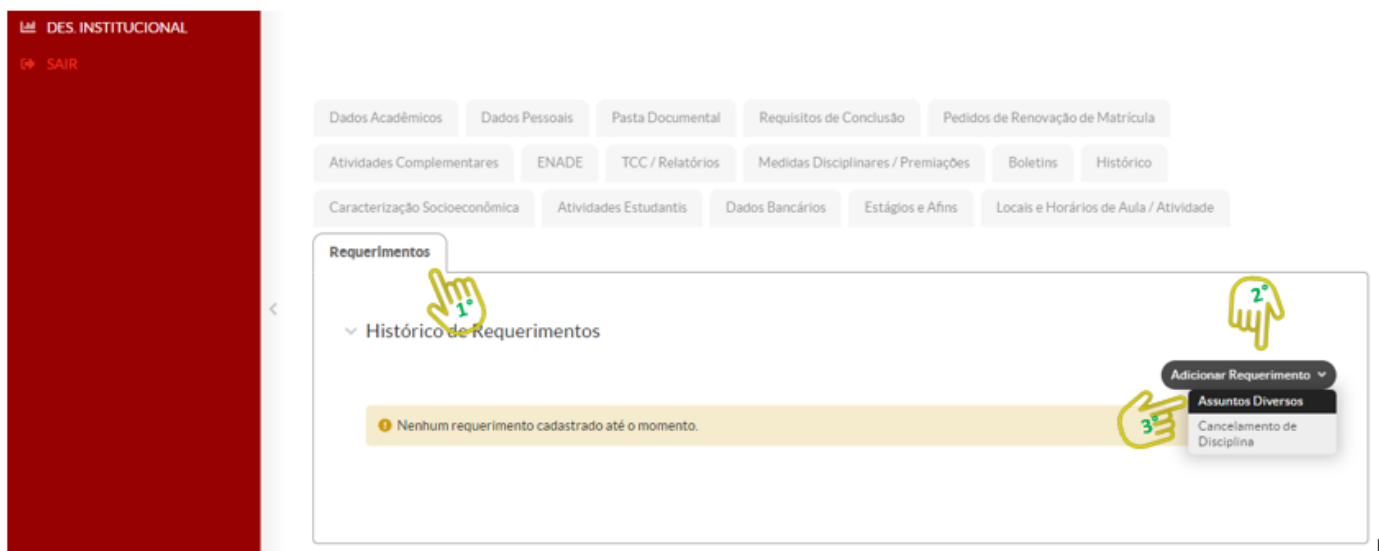 DES. INSTITUCIONAL
SAIR
Dados Acadêmicos Dados Pessoais Pasta Documental Requisitos de Conclusão Pedidos de Renovação de Matrícula
Atividades Complementares ENADE TCC / Relatórios Medidas Disciplinares / Premiações Boletins Histórico
Caracterização Socioeconômica Atividades Estudantis Dados Bancários Estágios e Afins Locais e Horários de Aula / Atividade
Requerimentos
1°
2°
Histórico de Requerimentos
Adicionar Requerimento
Assuntos Diversos
3°
Nenhum requerimento cadastrado até o momento.
Cancelamento de
Disciplina